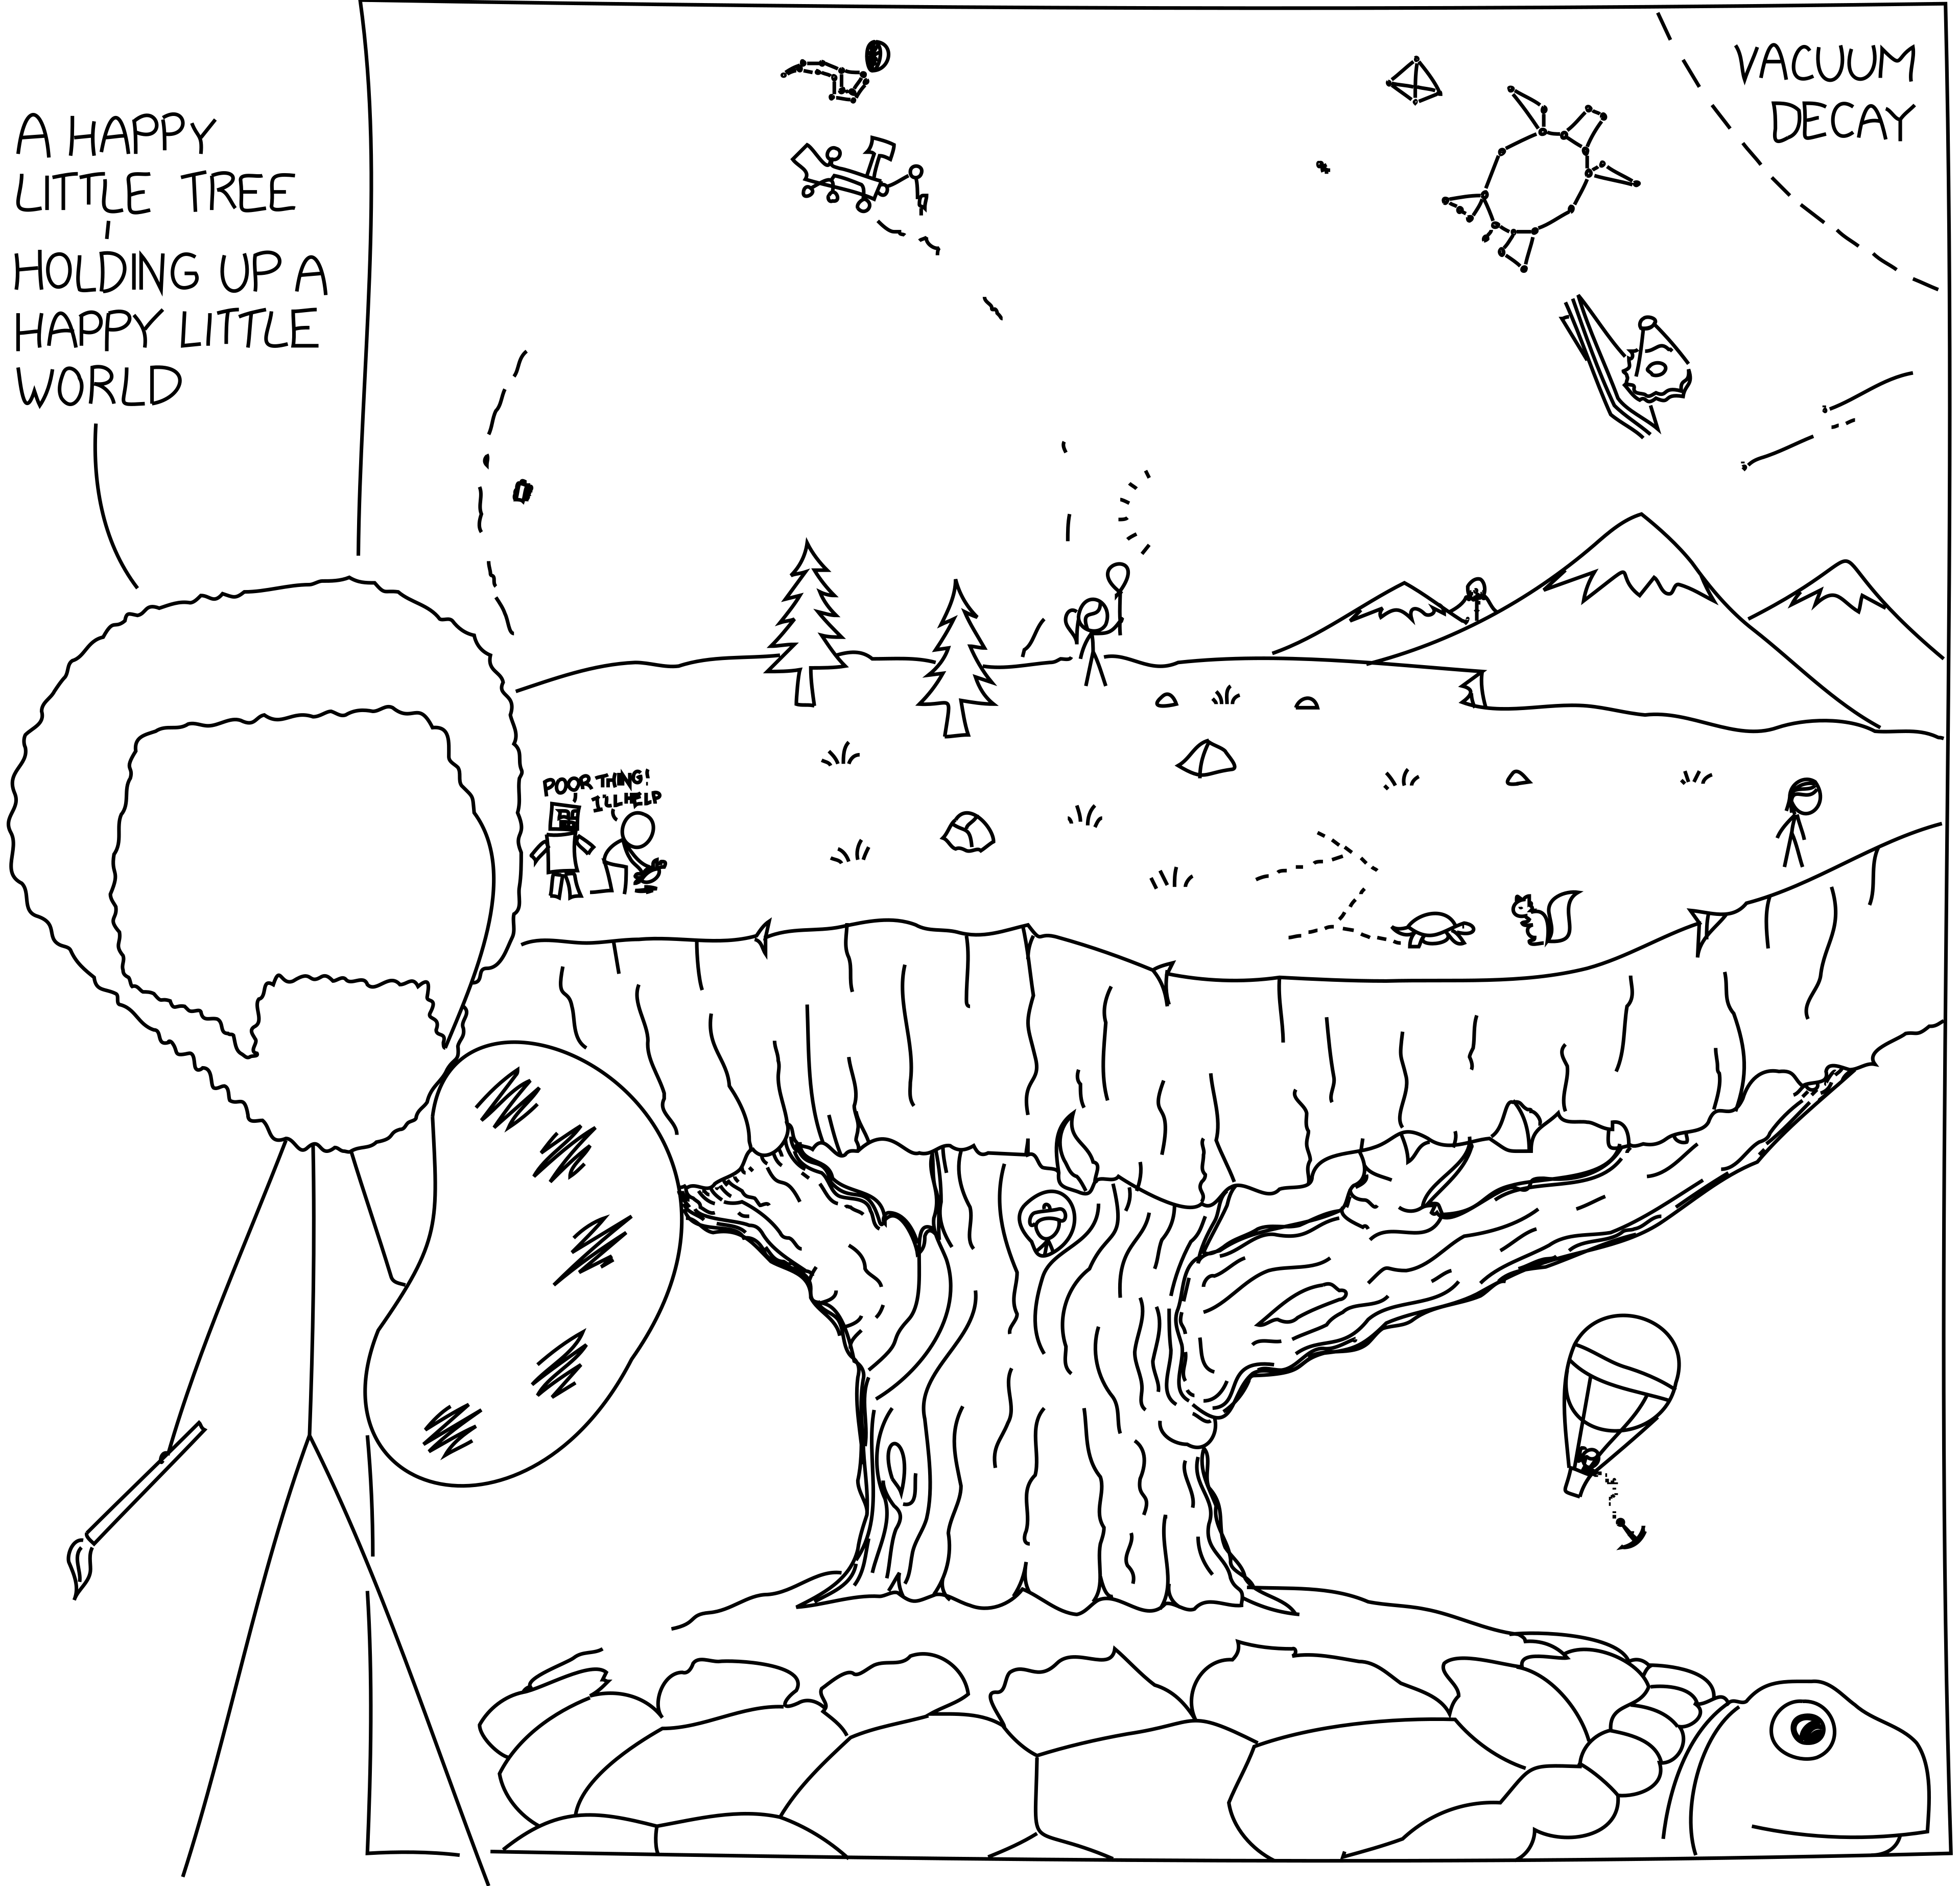 A HAPPY
LITTLE TREE
HOLDING UP A
HAPPY LITTLE
WORLD
VACUUM
DECAY
POOR THING!
I'LL HELP